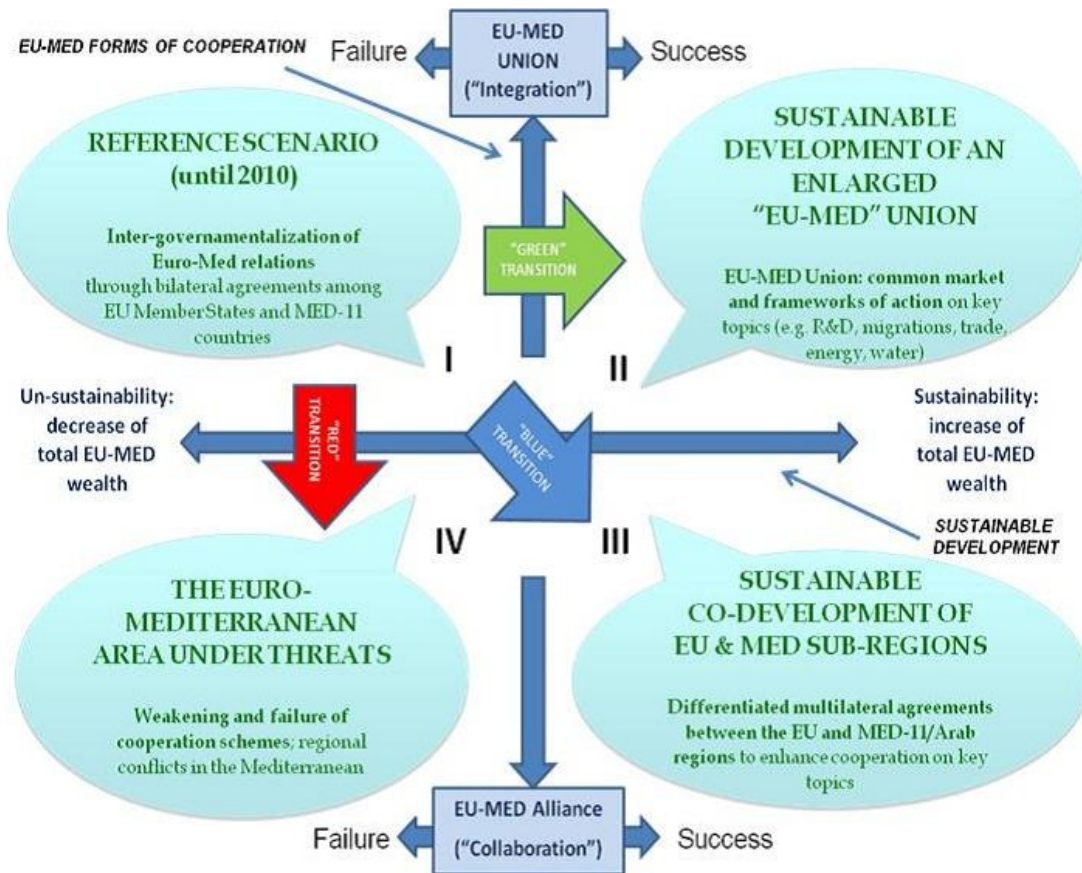 EU-MED FORMS OF COOPERATION
Failure
EU-MED
UNION
("Integration")
Success
REFERENCE SCENARIO
(until 2010)
Inter-governamentalization of
Euro-Med relations
through bilateral agreements among
EU Member States and MED-11
countries
SUSTAINABLE
DEVELOPMENT OF AN
ENLARGED
"EU-MED" UNION
EU-MED Union: common market
and frameworks of action on key
topics (e.g. R&D, migrations, trade,
energy, water)
"GREEN"
TRANSITION
I
II
Un-sustainability:
decrease of
total EU-MED
wealth
"RED"
TRANSITION
"BLUE"
TRANSITION
Sustainability:
increase of
total EU-MED
wealth
SUSTAINABLE
DEVELOPMENT
IV
III
THE EURO-
MEDITERRANEAN
AREA UNDER THREATS
Weakening and failure of
cooperation schemes; regional
conflicts in the Mediterranean
SUSTAINABLE
CO-DEVELOPMENT OF
EU & MED SUB-REGIONS
Differentiated multilateral agreements
between the EU and MED-11/Arab
regions to enhance cooperation on key
topics
Failure
EU-MED Alliance
("Collaboration")
Success